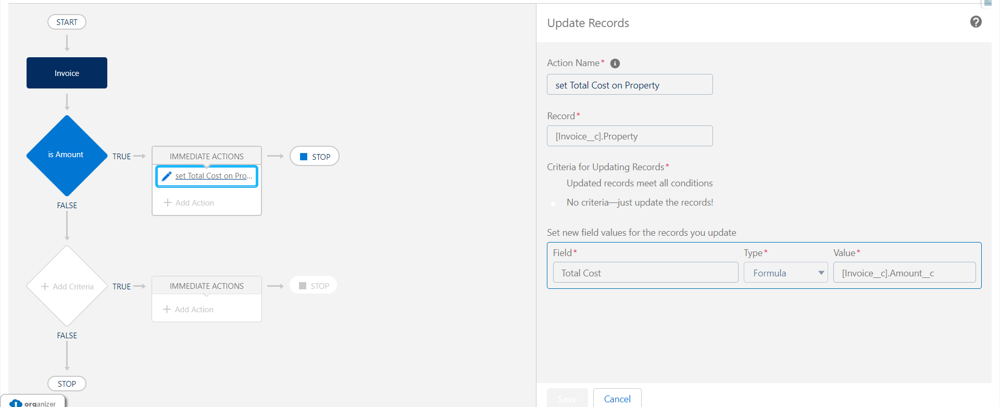 START
Invoice
is Amount
TRUE
IMMEDIATE ACTIONS
set Total Cost on Pro...
Add Action
STOP
FALSE
Add Criteria
TRUE
IMMEDIATE ACTIONS
Add Action
STOP
FALSE
STOP
organizer
Update Records
?
Action Name* i
set Total Cost on Property
Record*
[Invoice__c].Property
Criteria for Updating Records*
Updated records meet all conditions
No criteria—just update the records!
Set new field values for the records you update
Field* Type* Value*
Total Cost Formula [Invoice__c].Amount__c
Save Cancel